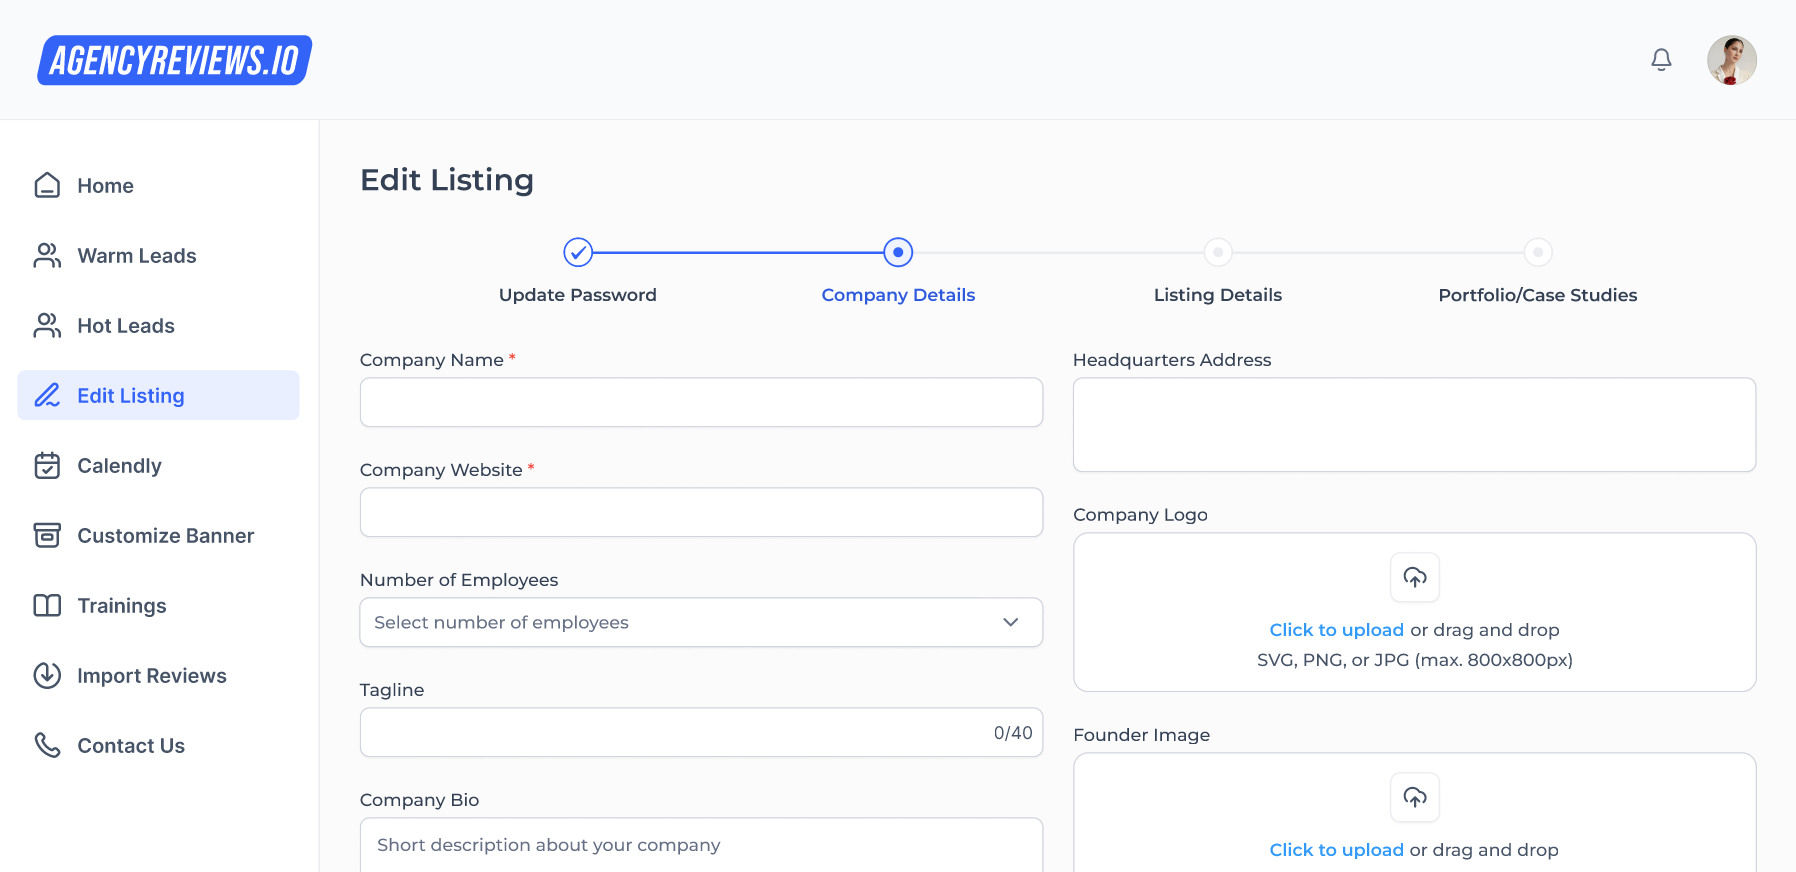 AGENCYREVIEWS.IO
Home
Warm Leads
Hot Leads
Edit Listing
Calendly
Customize Banner
Trainings
Import Reviews
Contact Us
Edit Listing
Update Password
Company Details
Listing Details
Portfolio/Case Studies
Company Name *
Company Website *
Number of Employees
Select number of employees
Tagline
0/40
Company Bio
Short description about your company
Headquarters Address
Company Logo
Click to upload or drag and drop
SVG, PNG, or JPG (max. 800x800px)
Founder Image
Click to upload or drag and drop